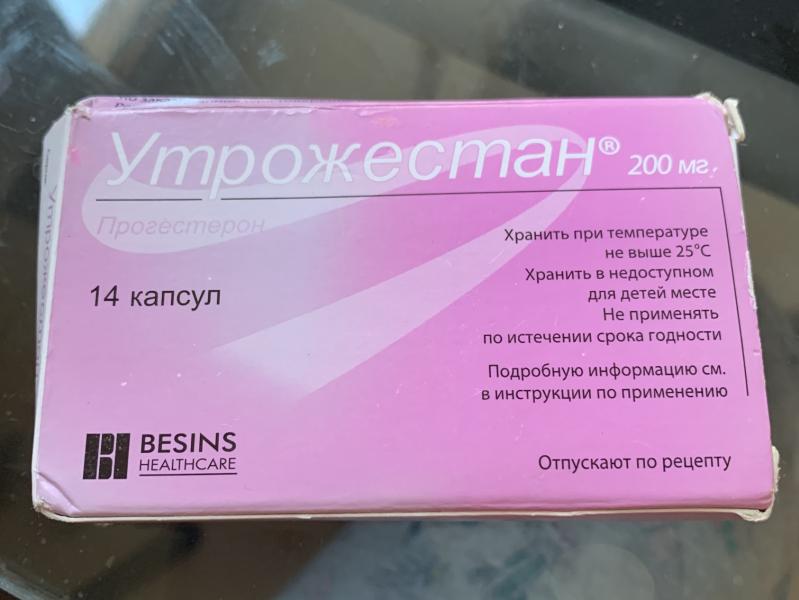 Утрожестан® 200 мг.
Прогестерон
14 капсул
Хранить при температуре
не выше 25°C
Хранить в недоступном
для детей месте
Не применять
по истечении срока годности
Подробную информацию см.
в инструкции по применению
Отпускают по рецепту
BESINS
HEALTHCARE